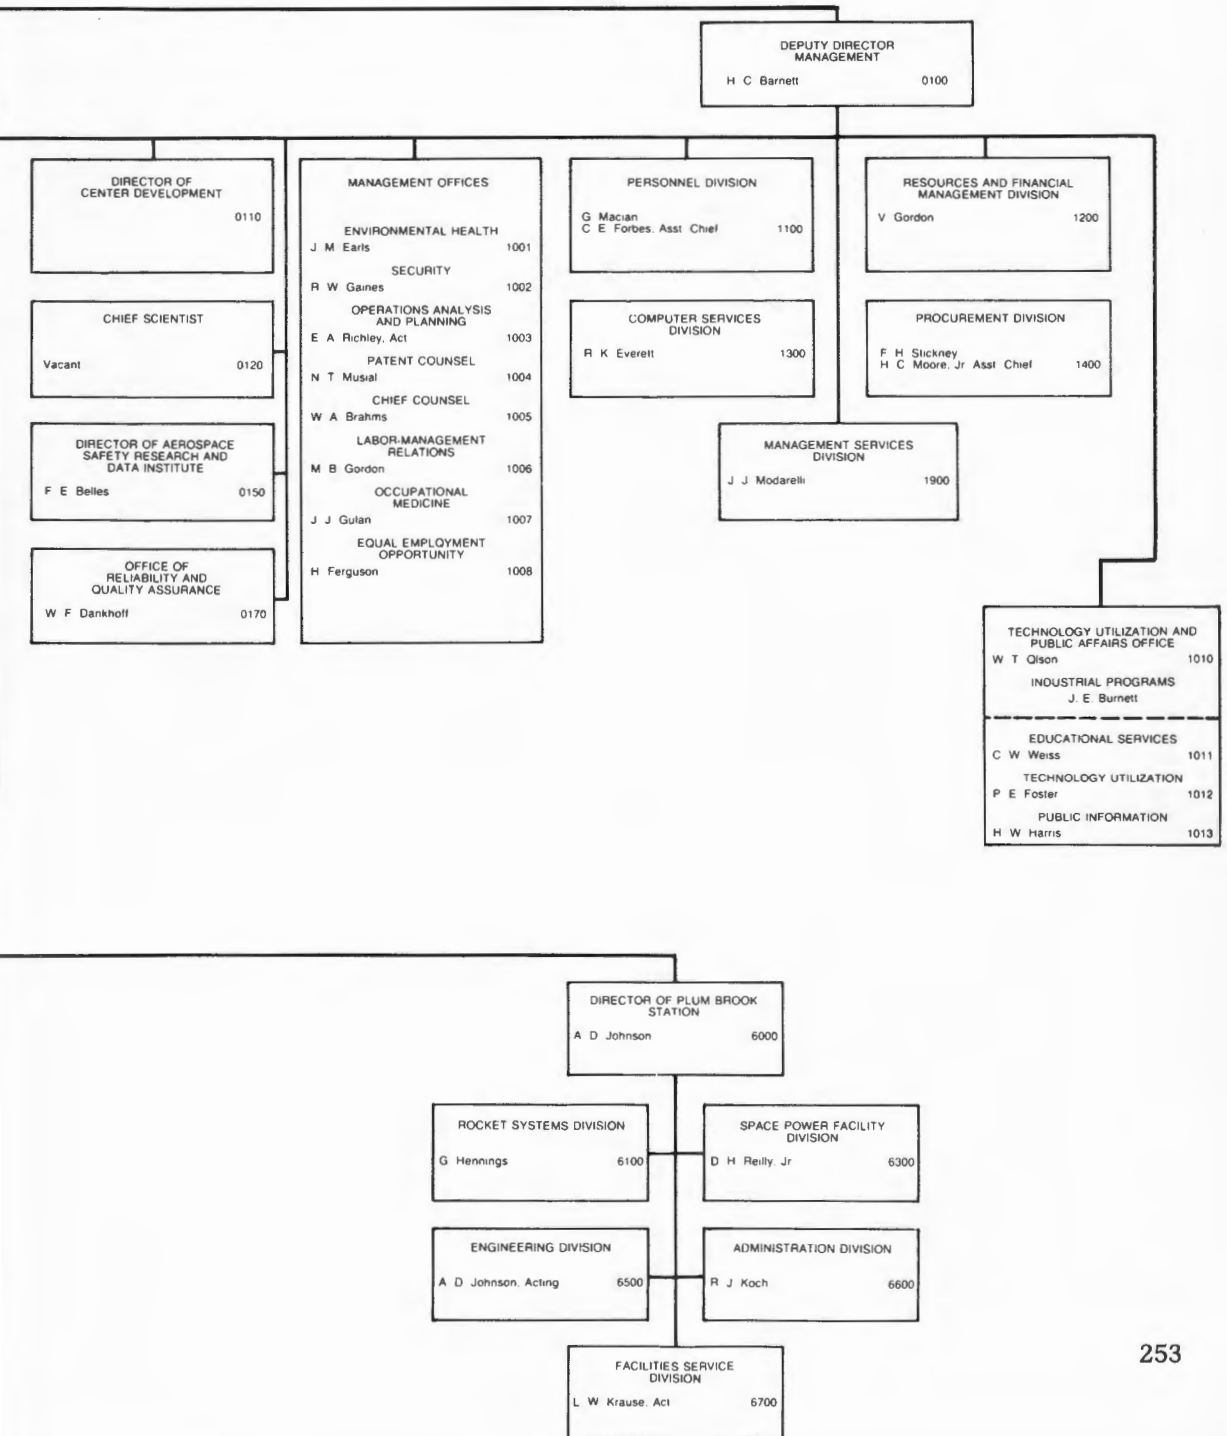 DEPUTY DIRECTOR
MANAGEMENT
H C Barnett 0100
DIRECTOR OF
CENTER DEVELOPMENT
0110
CHIEF SCIENTIST
Vacant 0120
DIRECTOR OF AEROSPACE
SAFETY RESEARCH AND
DATA INSTITUTE
F E Belles 0150
OFFICE OF
RELIABILITY AND
QUALITY ASSURANCE
W F Dankhoff 0170
MANAGEMENT OFFICES
ENVIRONMENTAL HEALTH
J M Earls 1001
SECURITY
R W Gaines 1002
OPERATIONS ANALYSIS
AND PLANNING
E A Richley, Act 1003
PATENT COUNSEL
N T Musial 1004
CHIEF COUNSEL
W A Brahms 1005
LABOR-MANAGEMENT
RELATIONS
M B Gordon 1006
OCCUPATIONAL
MEDICINE
J J Gulan 1007
EQUAL EMPLOYMENT
OPPORTUNITY
H Ferguson 1008
PERSONNEL DIVISION
G Macian
C E Forbes, Asst Chief 1100
RESOURCES AND FINANCIAL
MANAGEMENT DIVISION
V Gordon 1200
COMPUTER SERVICES
DIVISION
R K Everett 1300
PROCUREMENT DIVISION
F H Stickney
H C Moore, Jr Asst Chief 1400
MANAGEMENT SERVICES
DIVISION
J J Modarelli 1900
TECHNOLOGY UTILIZATION AND
PUBLIC AFFAIRS OFFICE
W T Olson 1010
INDUSTRIAL PROGRAMS
J. E. Burnett
EDUCATIONAL SERVICES
C W Weiss 1011
TECHNOLOGY UTILIZATION
P E Foster 1012
PUBLIC INFORMATION
H W Harris 1013
DIRECTOR OF PLUM BROOK
STATION
A D Johnson 6000
ROCKET SYSTEMS DIVISION
G Hennings 6100
SPACE POWER FACILITY
DIVISION
D H Reilly, Jr 6300
ENGINEERING DIVISION
A D Johnson, Acting 6500
ADMINISTRATION DIVISION
R J Koch 6600
FACILITIES SERVICE
DIVISION
L W Krause, Act 6700
253